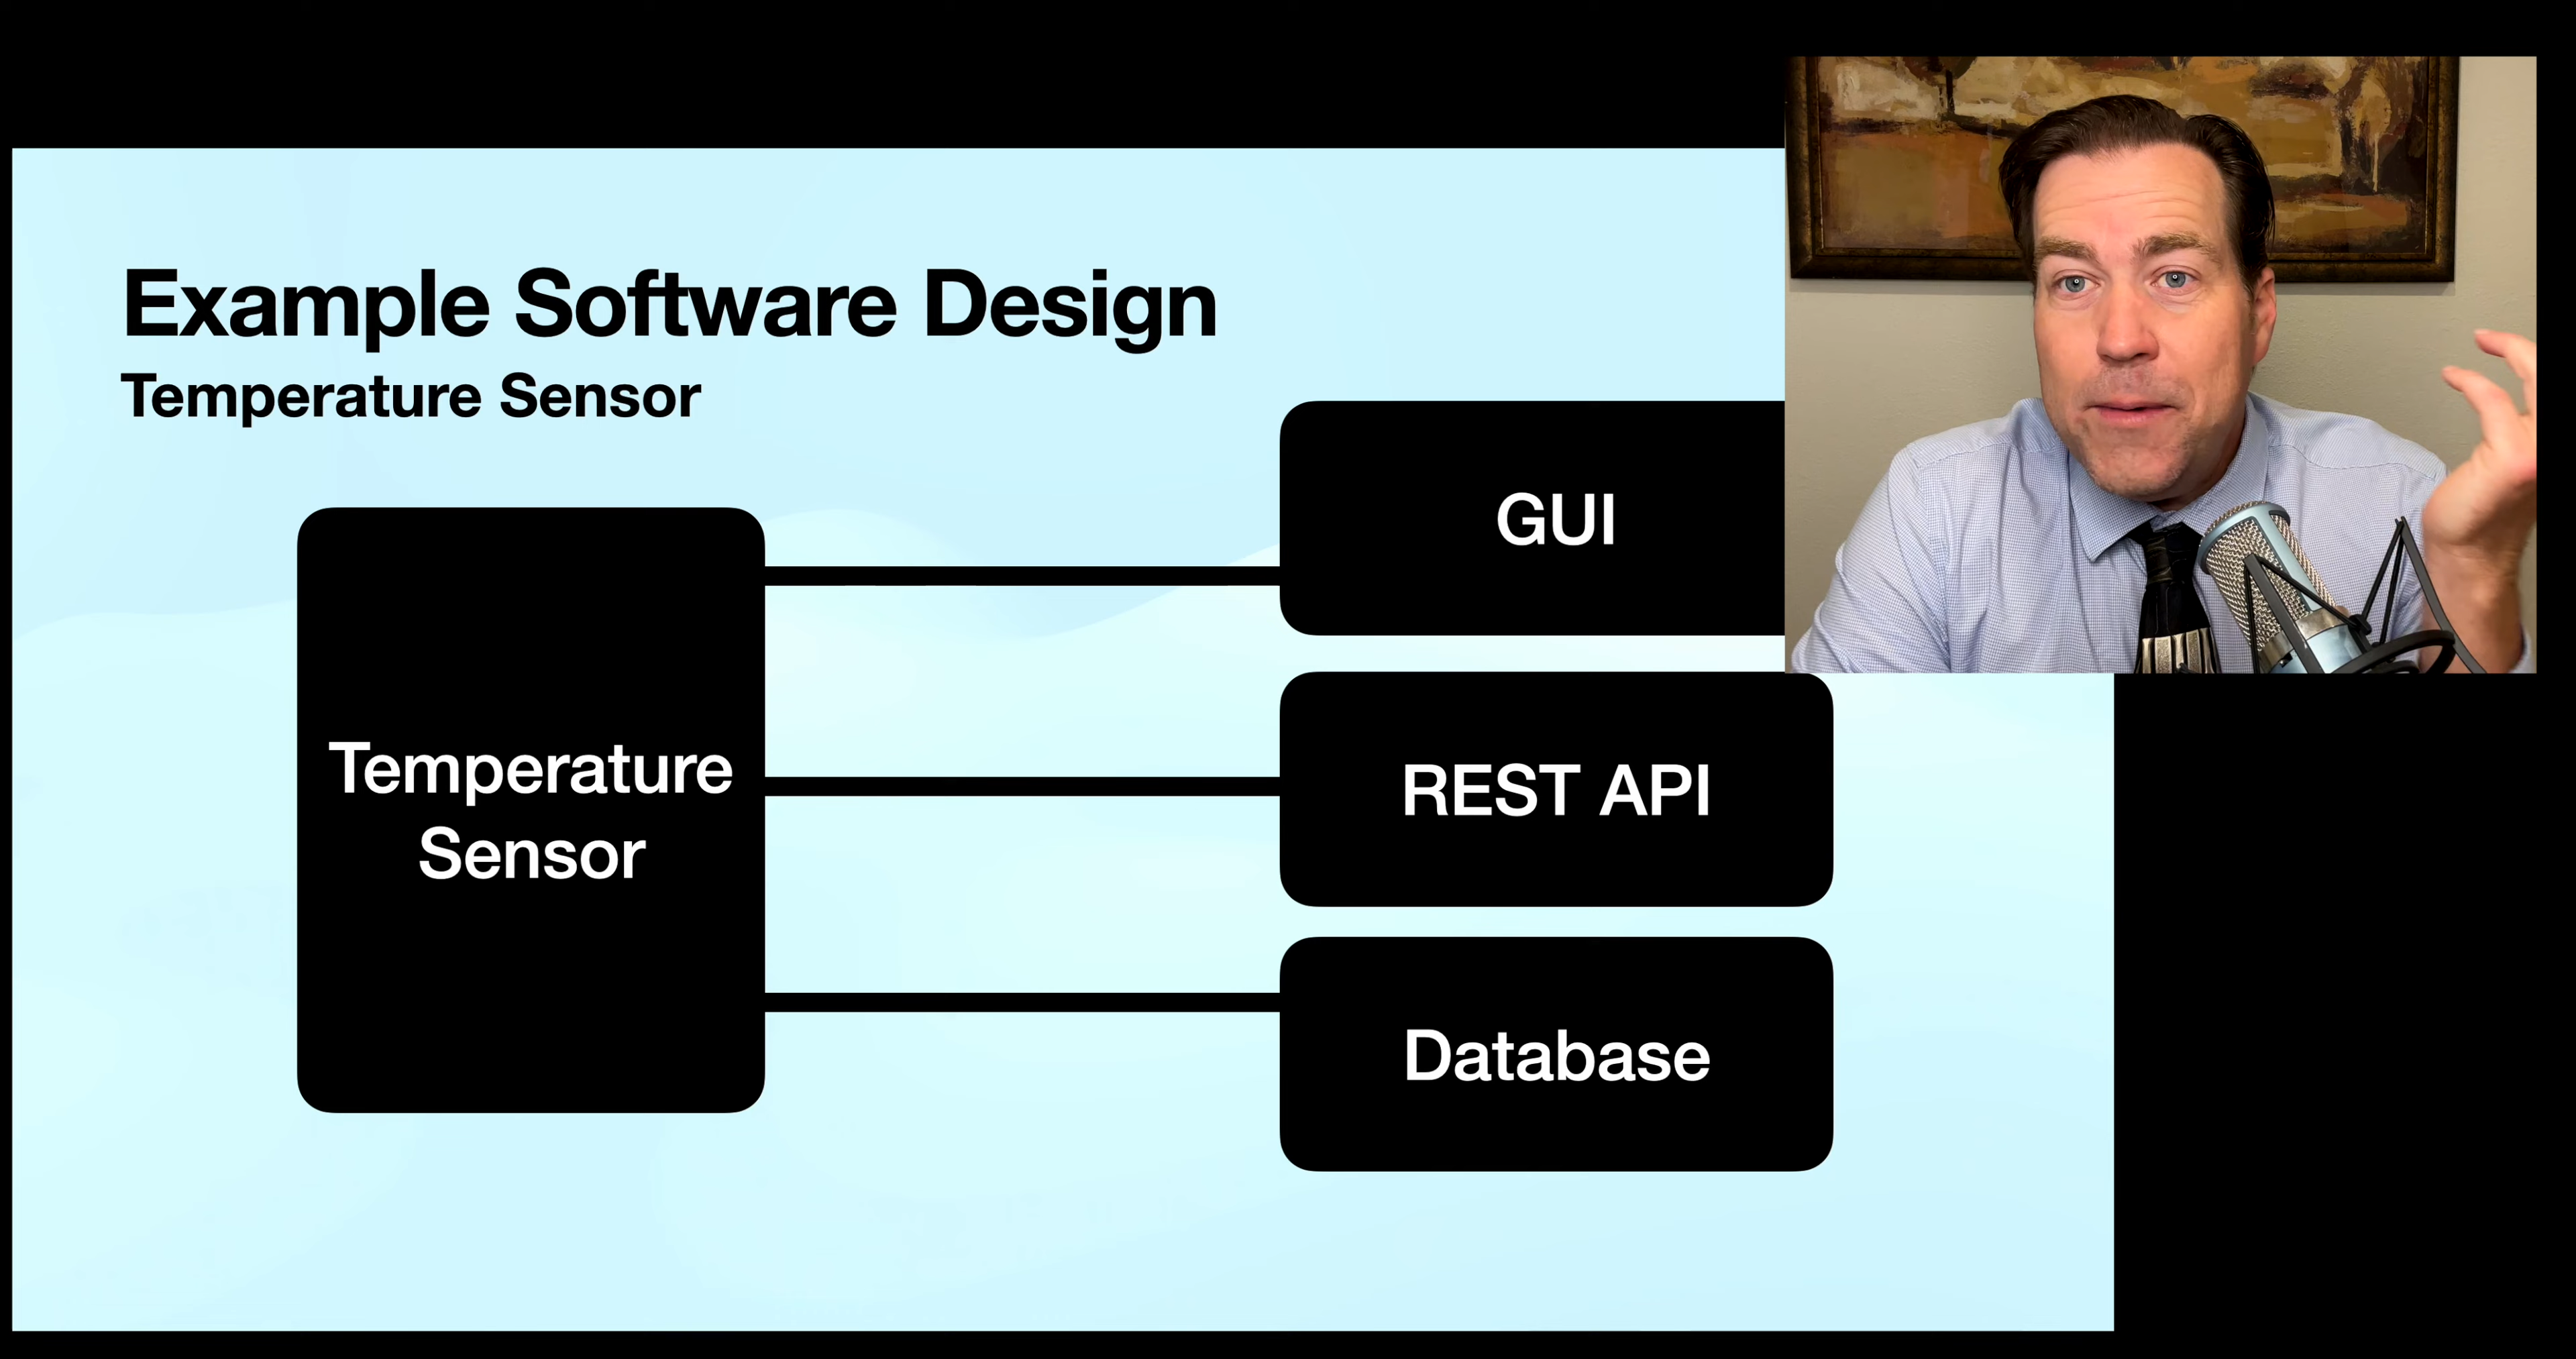 Example Software Design
Temperature Sensor
Temperature
Sensor
GUI
REST API
Database